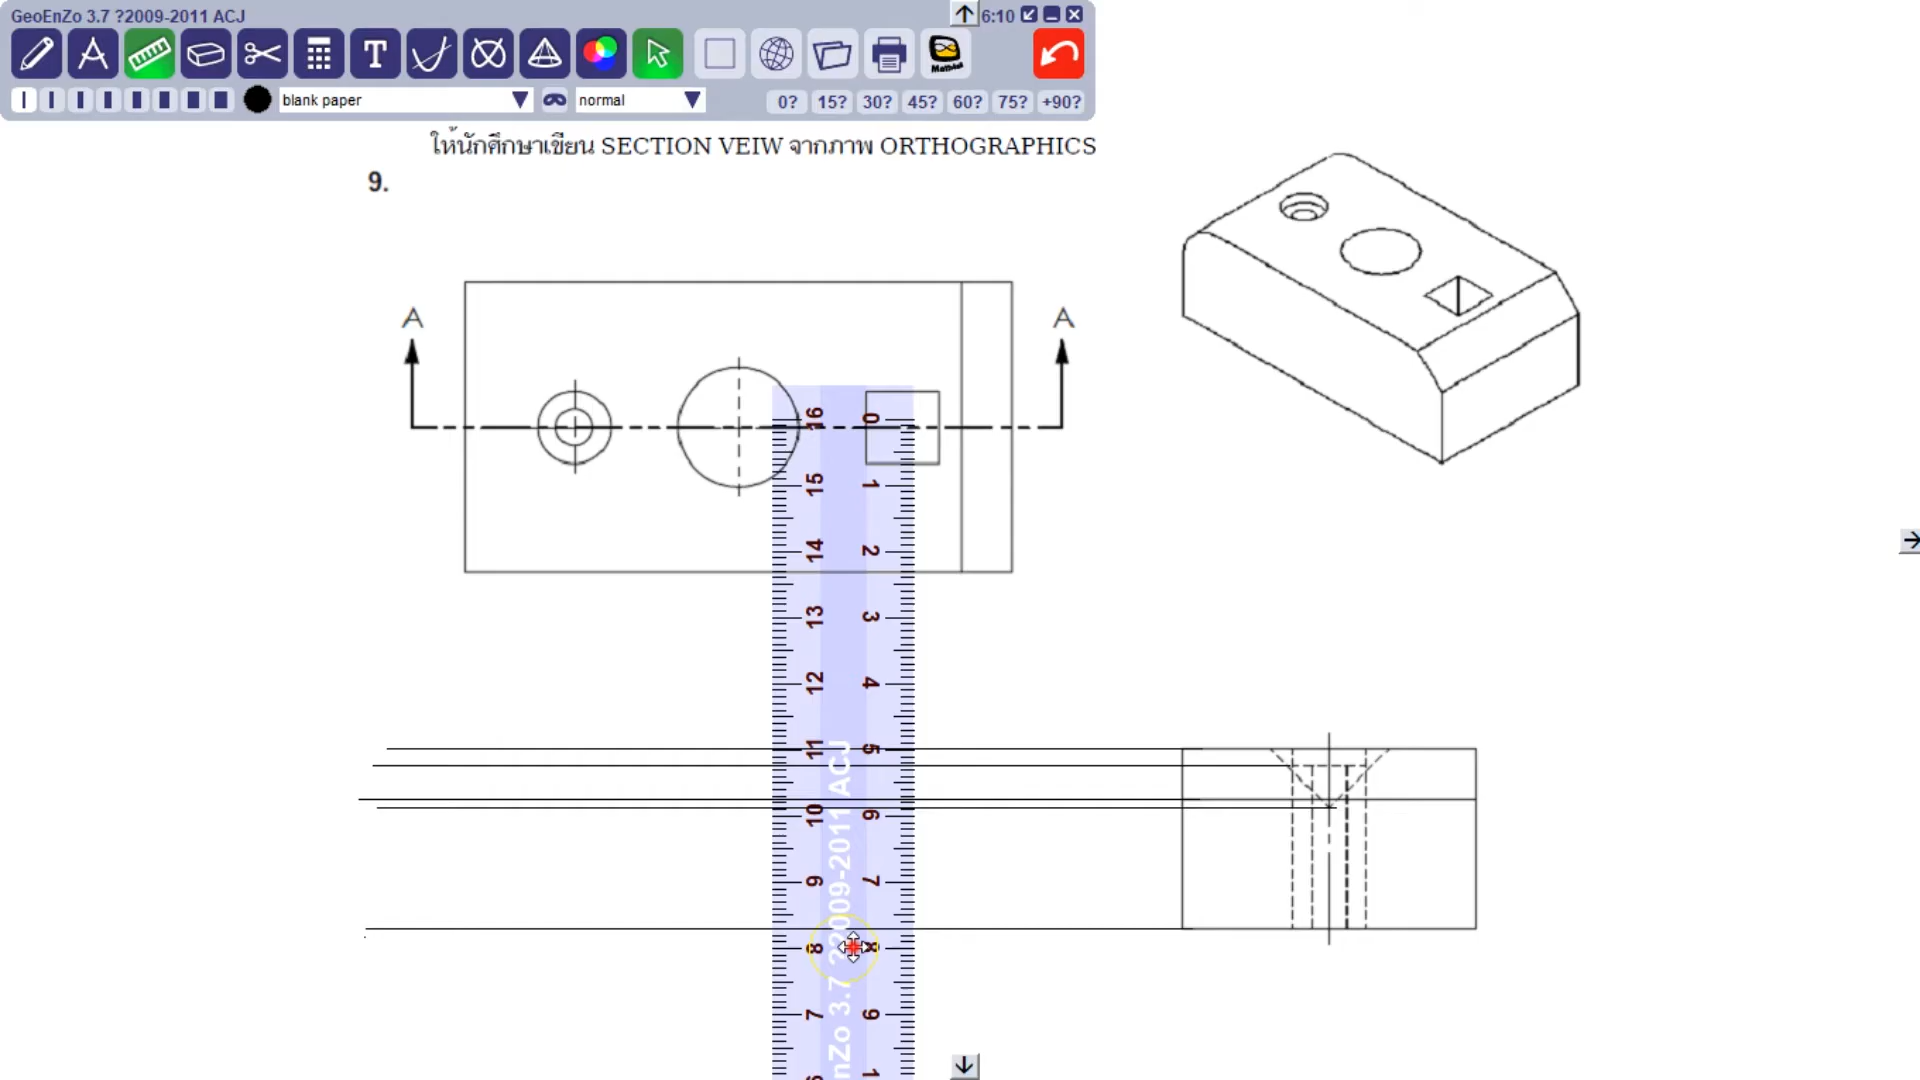 GeoEnZo 3.7 ?2009-2011 ACJ
6:10
T
MathMot
blank paper
normal
0?
15?
30?
45?
60?
75?
+90?
ให้นักศึกษาเขียน SECTION VEIW จากภาพ ORTHOGRAPHICS
9.
A
A
16 0
15 1
14 2
13 3
12 4
11 5
10 6
9 7
8 8
7 9
nZo 3.7 ?2009-2011 ACJ